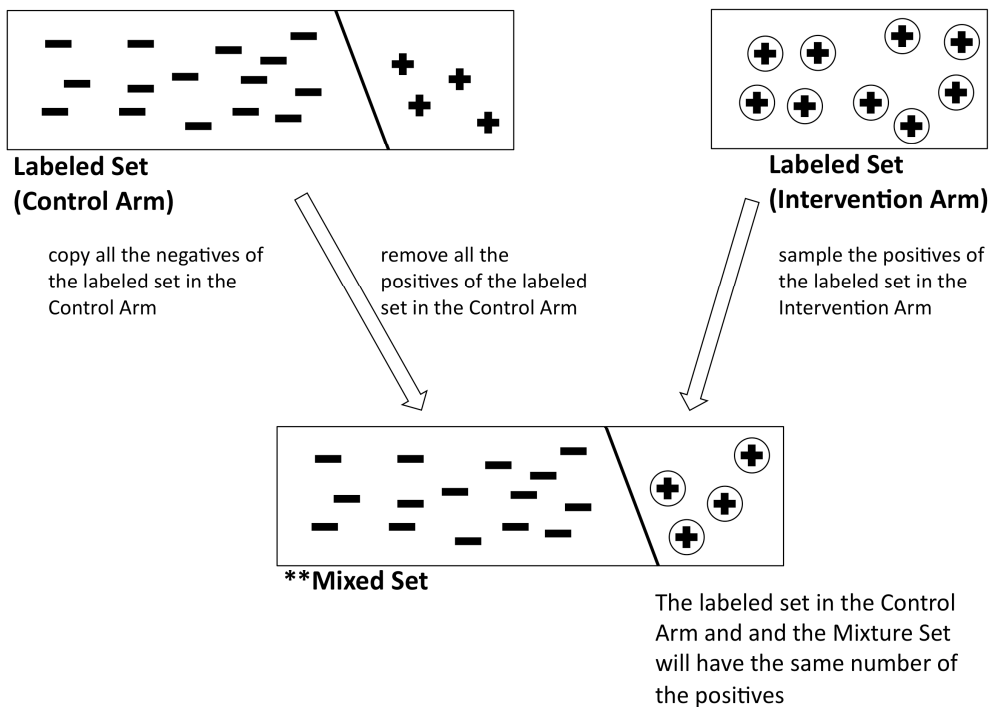 Labeled Set
(Control Arm)
Labeled Set
(Intervention Arm)
copy all the negatives of
the labeled set in the
Control Arm
remove all the
positives of the labeled
set in the Control Arm
sample the positives of
the labeled set in the
Intervention Arm
**Mixed Set
The labeled set in the Control
Arm and and the Mixture Set
will have the same number of
the positives